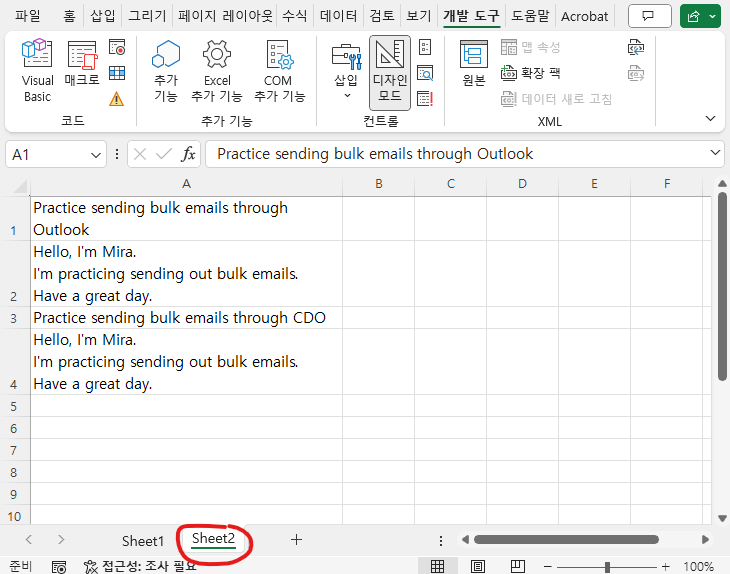 파일 홈 삽입 그리기 페이지 레이아웃 수식 데이터 검토 보기 개발 도구 도움말 Acrobat
Visual
Basic
매크로
코드
추가
기능
Excel
추가 기능
COM
추가 기능
추가 기능
삽입
디자인
모드
컨트롤
원본
맵 속성
확장 팩
데이터 새로 고침
XML
A1
fx
Practice sending bulk emails through Outlook
A B C D E F
1
Practice sending bulk emails through
Outlook
2
Hello, I'm Mira.
I'm practicing sending out bulk emails.
Have a great day.
3
Practice sending bulk emails through CDO
4
Hello, I'm Mira.
I'm practicing sending out bulk emails.
Have a great day.
5
6
7
8
9
10
Sheet1 Sheet2 +
준비 접근성: 조사 필요 − + 100%